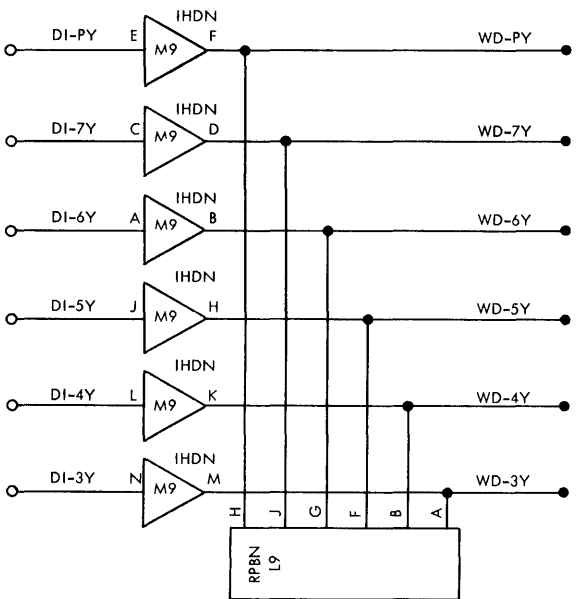 IHDN
DI-PY E M9 F WD-PY
IHDN
DI-7Y C M9 D WD-7Y
IHDN
DI-6Y A M9 B WD-6Y
IHDN
DI-5Y J M9 H WD-5Y
IHDN
DI-4Y L M9 K WD-4Y
IHDN
DI-3Y N M9 M WD-3Y
H J G F B A
RPBN
L9